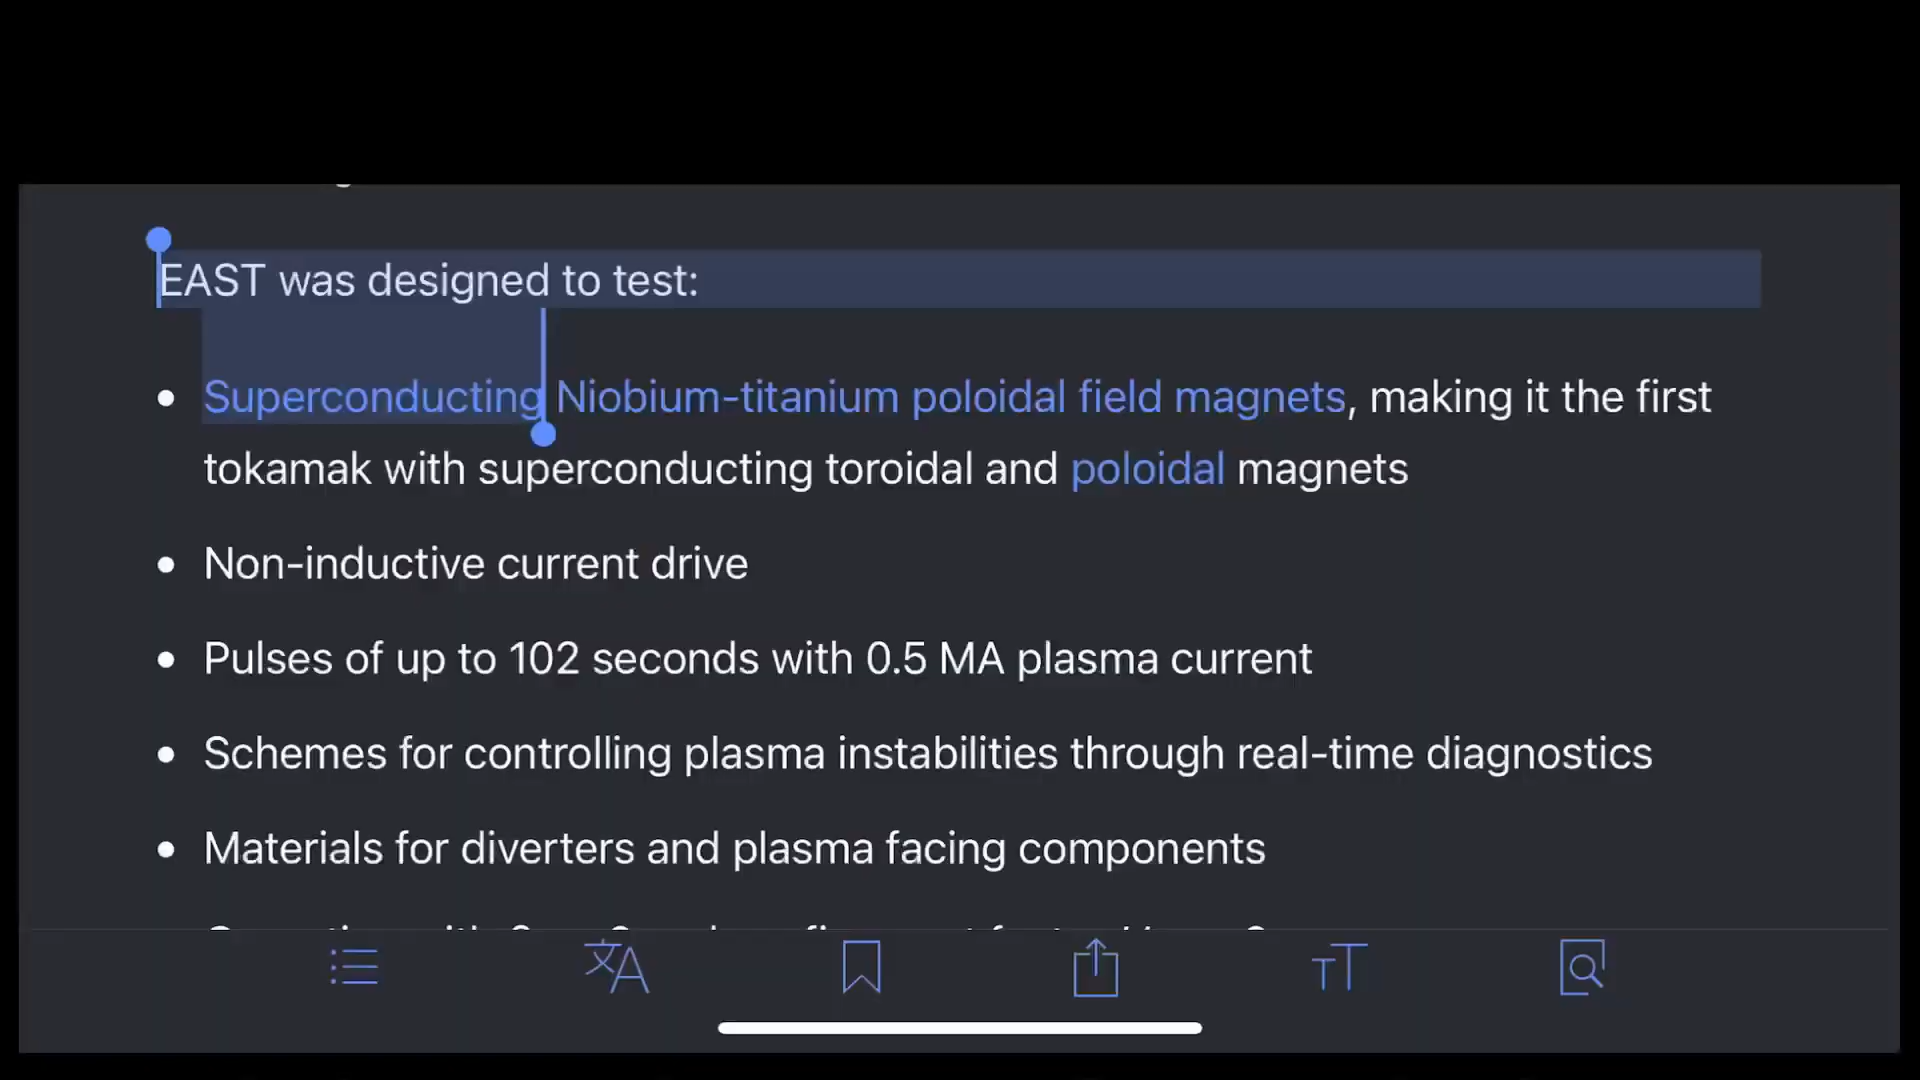 EAST was designed to test:
• Superconducting Niobium-titanium poloidal field magnets, making it the first
tokamak with superconducting toroidal and poloidal magnets
• Non-inductive current drive
• Pulses of up to 102 seconds with 0.5 MA plasma current
• Schemes for controlling plasma instabilities through real-time diagnostics
• Materials for diverters and plasma facing components